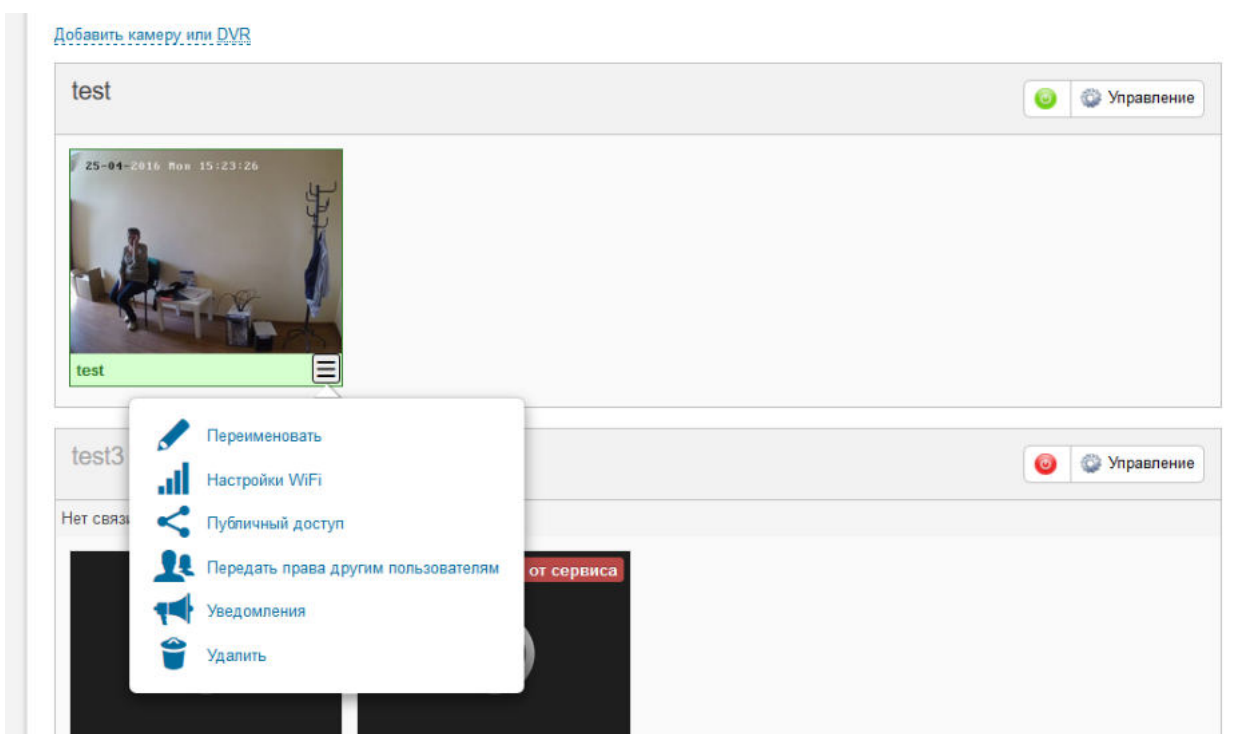 Добавить камеру или DVR
test
Управление
25-04-2016 Mon 15:23:26
test
Переименовать
test3
Управление
Настройки WiFi
Нет связи
Публичный доступ
Передать права другим пользователям
от сервиса
Уведомления
Удалить